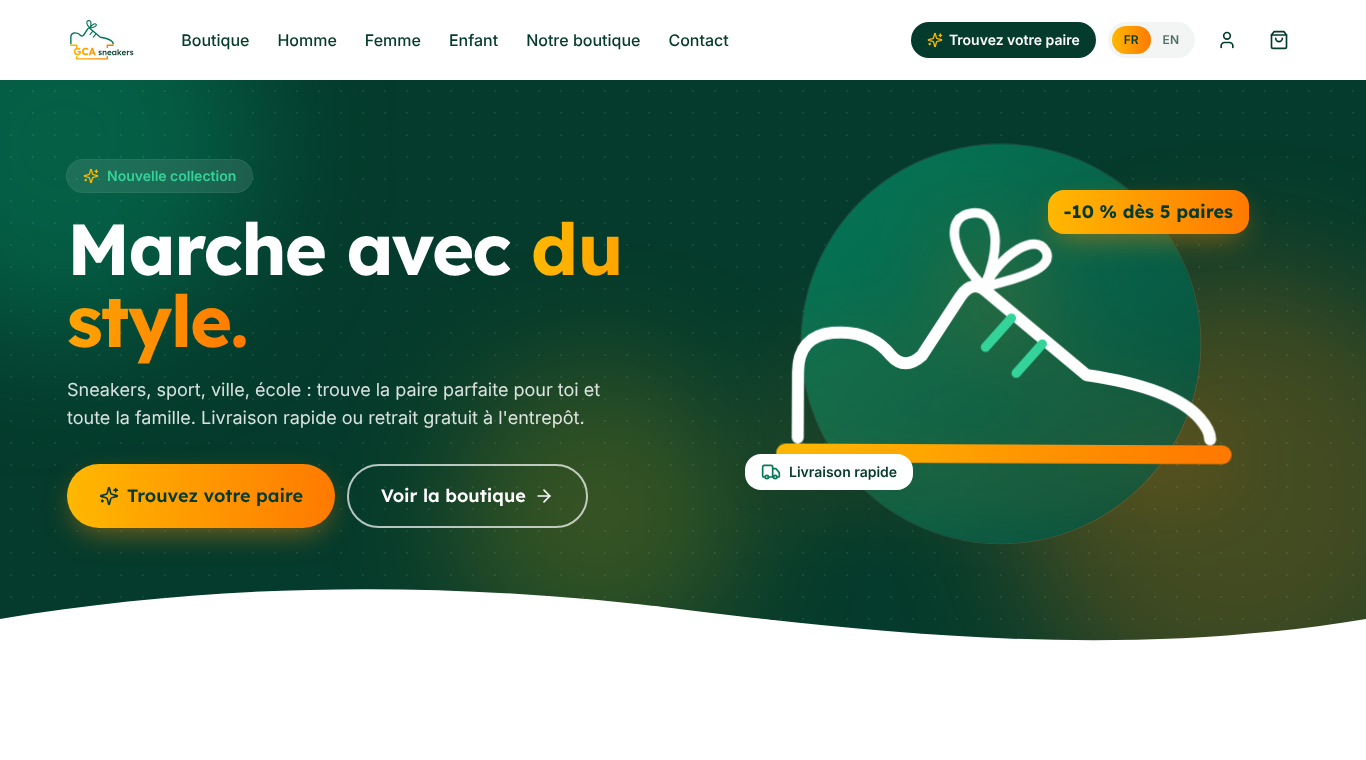 GCA sneakers
Boutique
Homme
Femme
Enfant
Notre boutique
Contact
Trouvez votre paire
FR
EN
Nouvelle collection
Marche avec du
style.
Sneakers, sport, ville, école : trouve la paire parfaite pour toi et
toute la famille. Livraison rapide ou retrait gratuit à l'entrepôt.
Trouvez votre paire
Voir la boutique
-10 % dès 5 paires
Livraison rapide